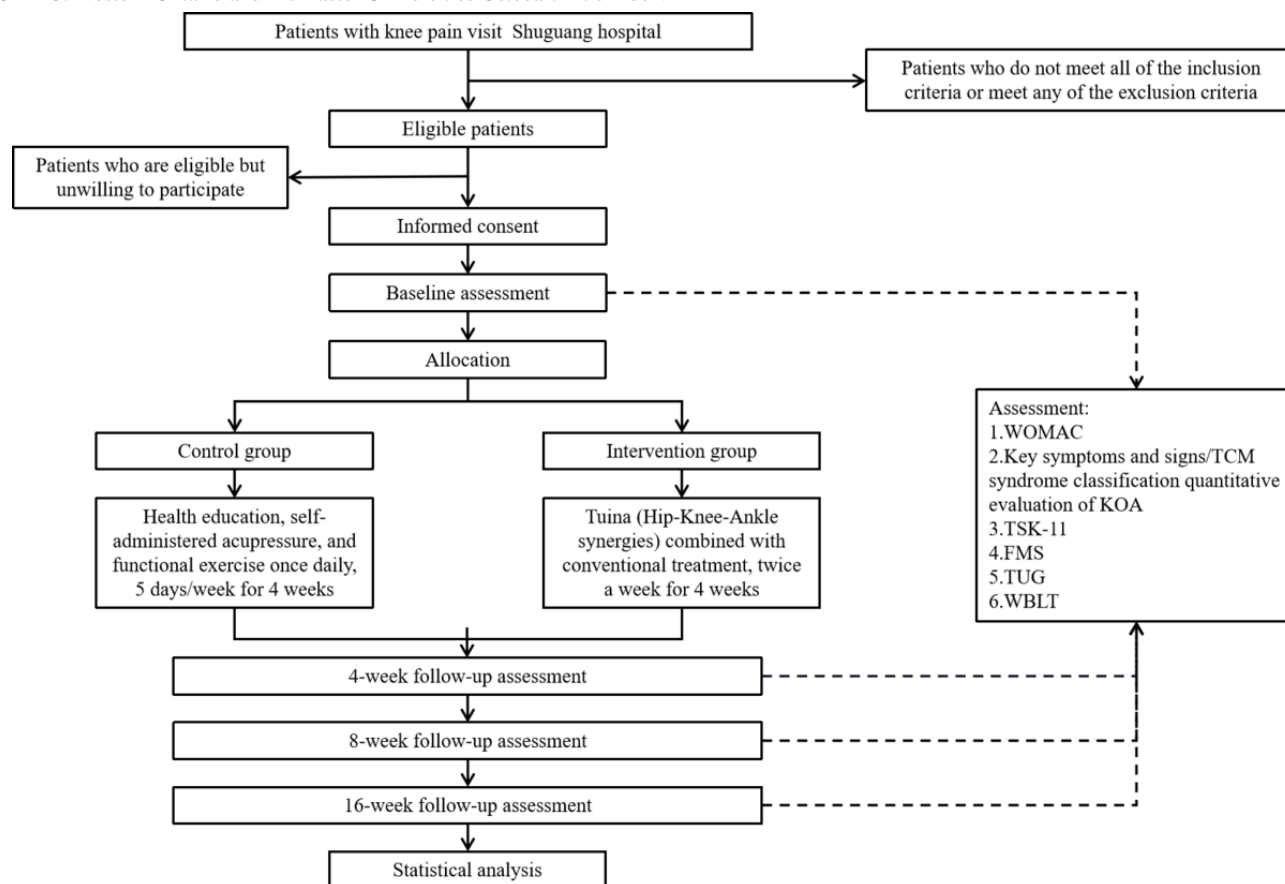 Patients with knee pain visit Shuguang hospital
Patients who do not meet all of the inclusion
criteria or meet any of the exclusion criteria
Eligible patients
Patients who are eligible but
unwilling to participate
Informed consent
Baseline assessment
Allocation
Control group
Intervention group
Health education, self-
administered acupressure, and
functional exercise once daily,
5 days/week for 4 weeks
Tuina (Hip-Knee-Ankle
synergies) combined with
conventional treatment, twice
a week for 4 weeks
Assessment:
1.WOMAC
2.Key symptoms and signs/TCM
syndrome classification quantitative
evaluation of KOA
3.TSK-11
4.FMS
5.TUG
6.WBLT
4-week follow-up assessment
8-week follow-up assessment
16-week follow-up assessment
Statistical analysis